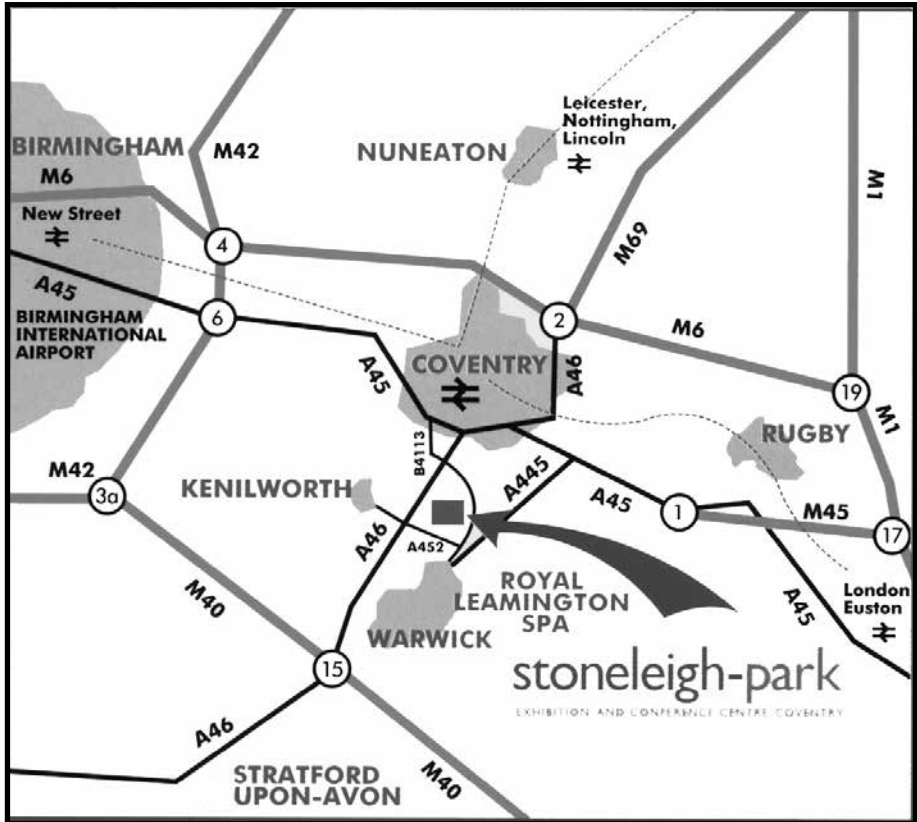 Leicester,
Nottingham,
Lincoln
BIRMINGHAM
M42
NUNEATON
M6
M1
New Street
4
M69
A45
6
2
M6
BIRMINGHAM
INTERNATIONAL
AIRPORT
A45
COVENTRY
A46
19
M1
RUGBY
B4113
A445
M42
3a
KENILWORTH
A45
1
M45
17
A46
A452
M40
ROYAL
LEAMINGTON
SPA
A45
London
Euston
WARWICK
15
stoneleigh-park
EXHIBITION AND CONFERENCE CENTRE, COVENTRY
A46
M40
STRATFORD
UPON-AVON